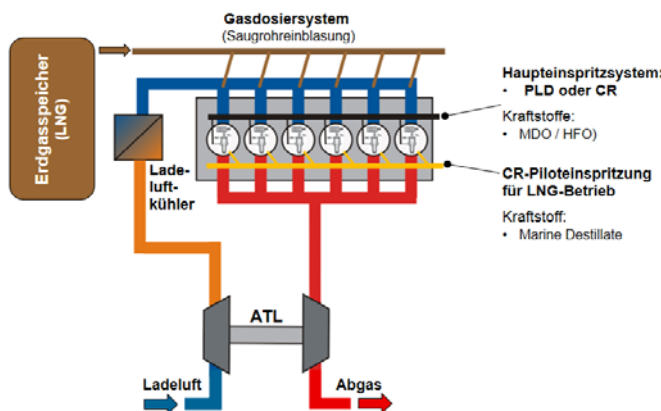 Gasdosiersystem
(Saugrohreinblasung)
Erdgasspeicher
(LNG)
Lade-
luft-
kühler
Haupteinspritzsystem:
• PLD oder CR
Kraftstoffe:
• MDO / HFO)
CR-Piloteinspritzung
für LNG-Betrieb
Kraftstoff:
• Marine Destillate
ATL
Ladeluft
Abgas